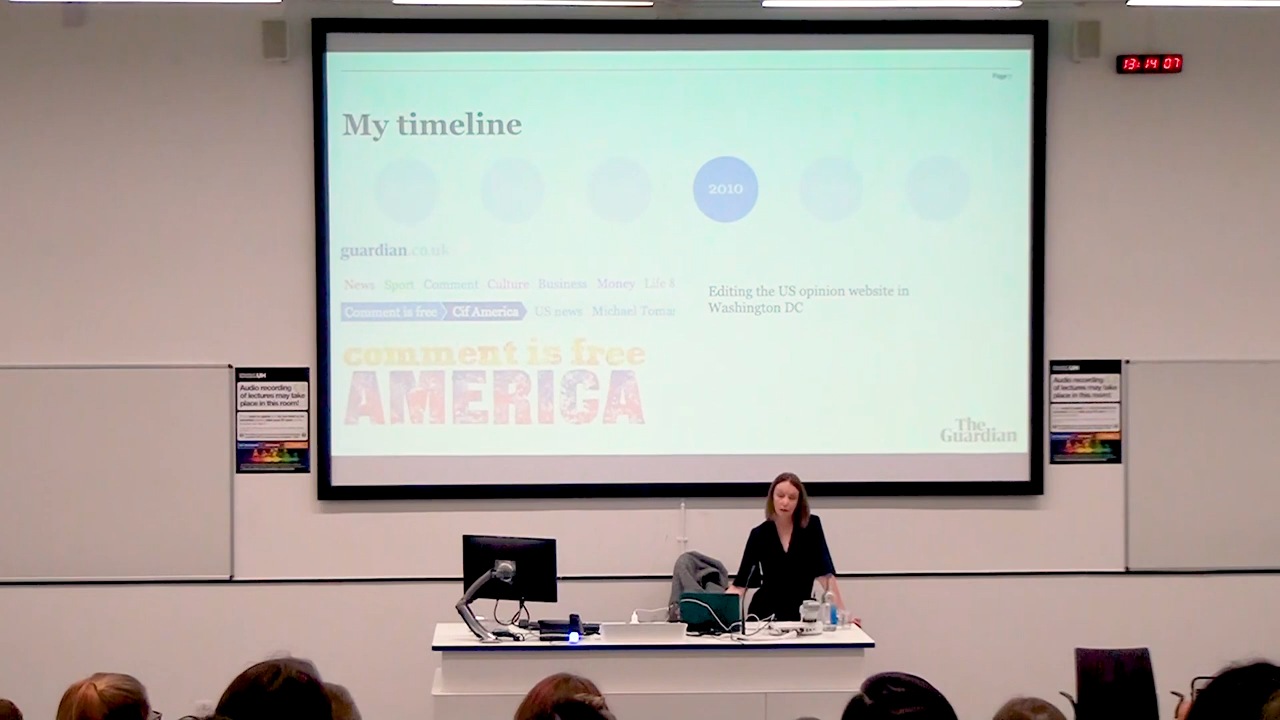 13:14 07
Page
My timeline
2010
guardian.co.uk
News Sport Comment Culture Business Money Life &
Comment is free Cif America US news Michael Tomas
Editing the US opinion website in
Washington DC
comment is free
AMERICA
The
Guardian
Audio recording
of lectures may take
place in this room!
Audio recording
of lectures may take
place in this room!